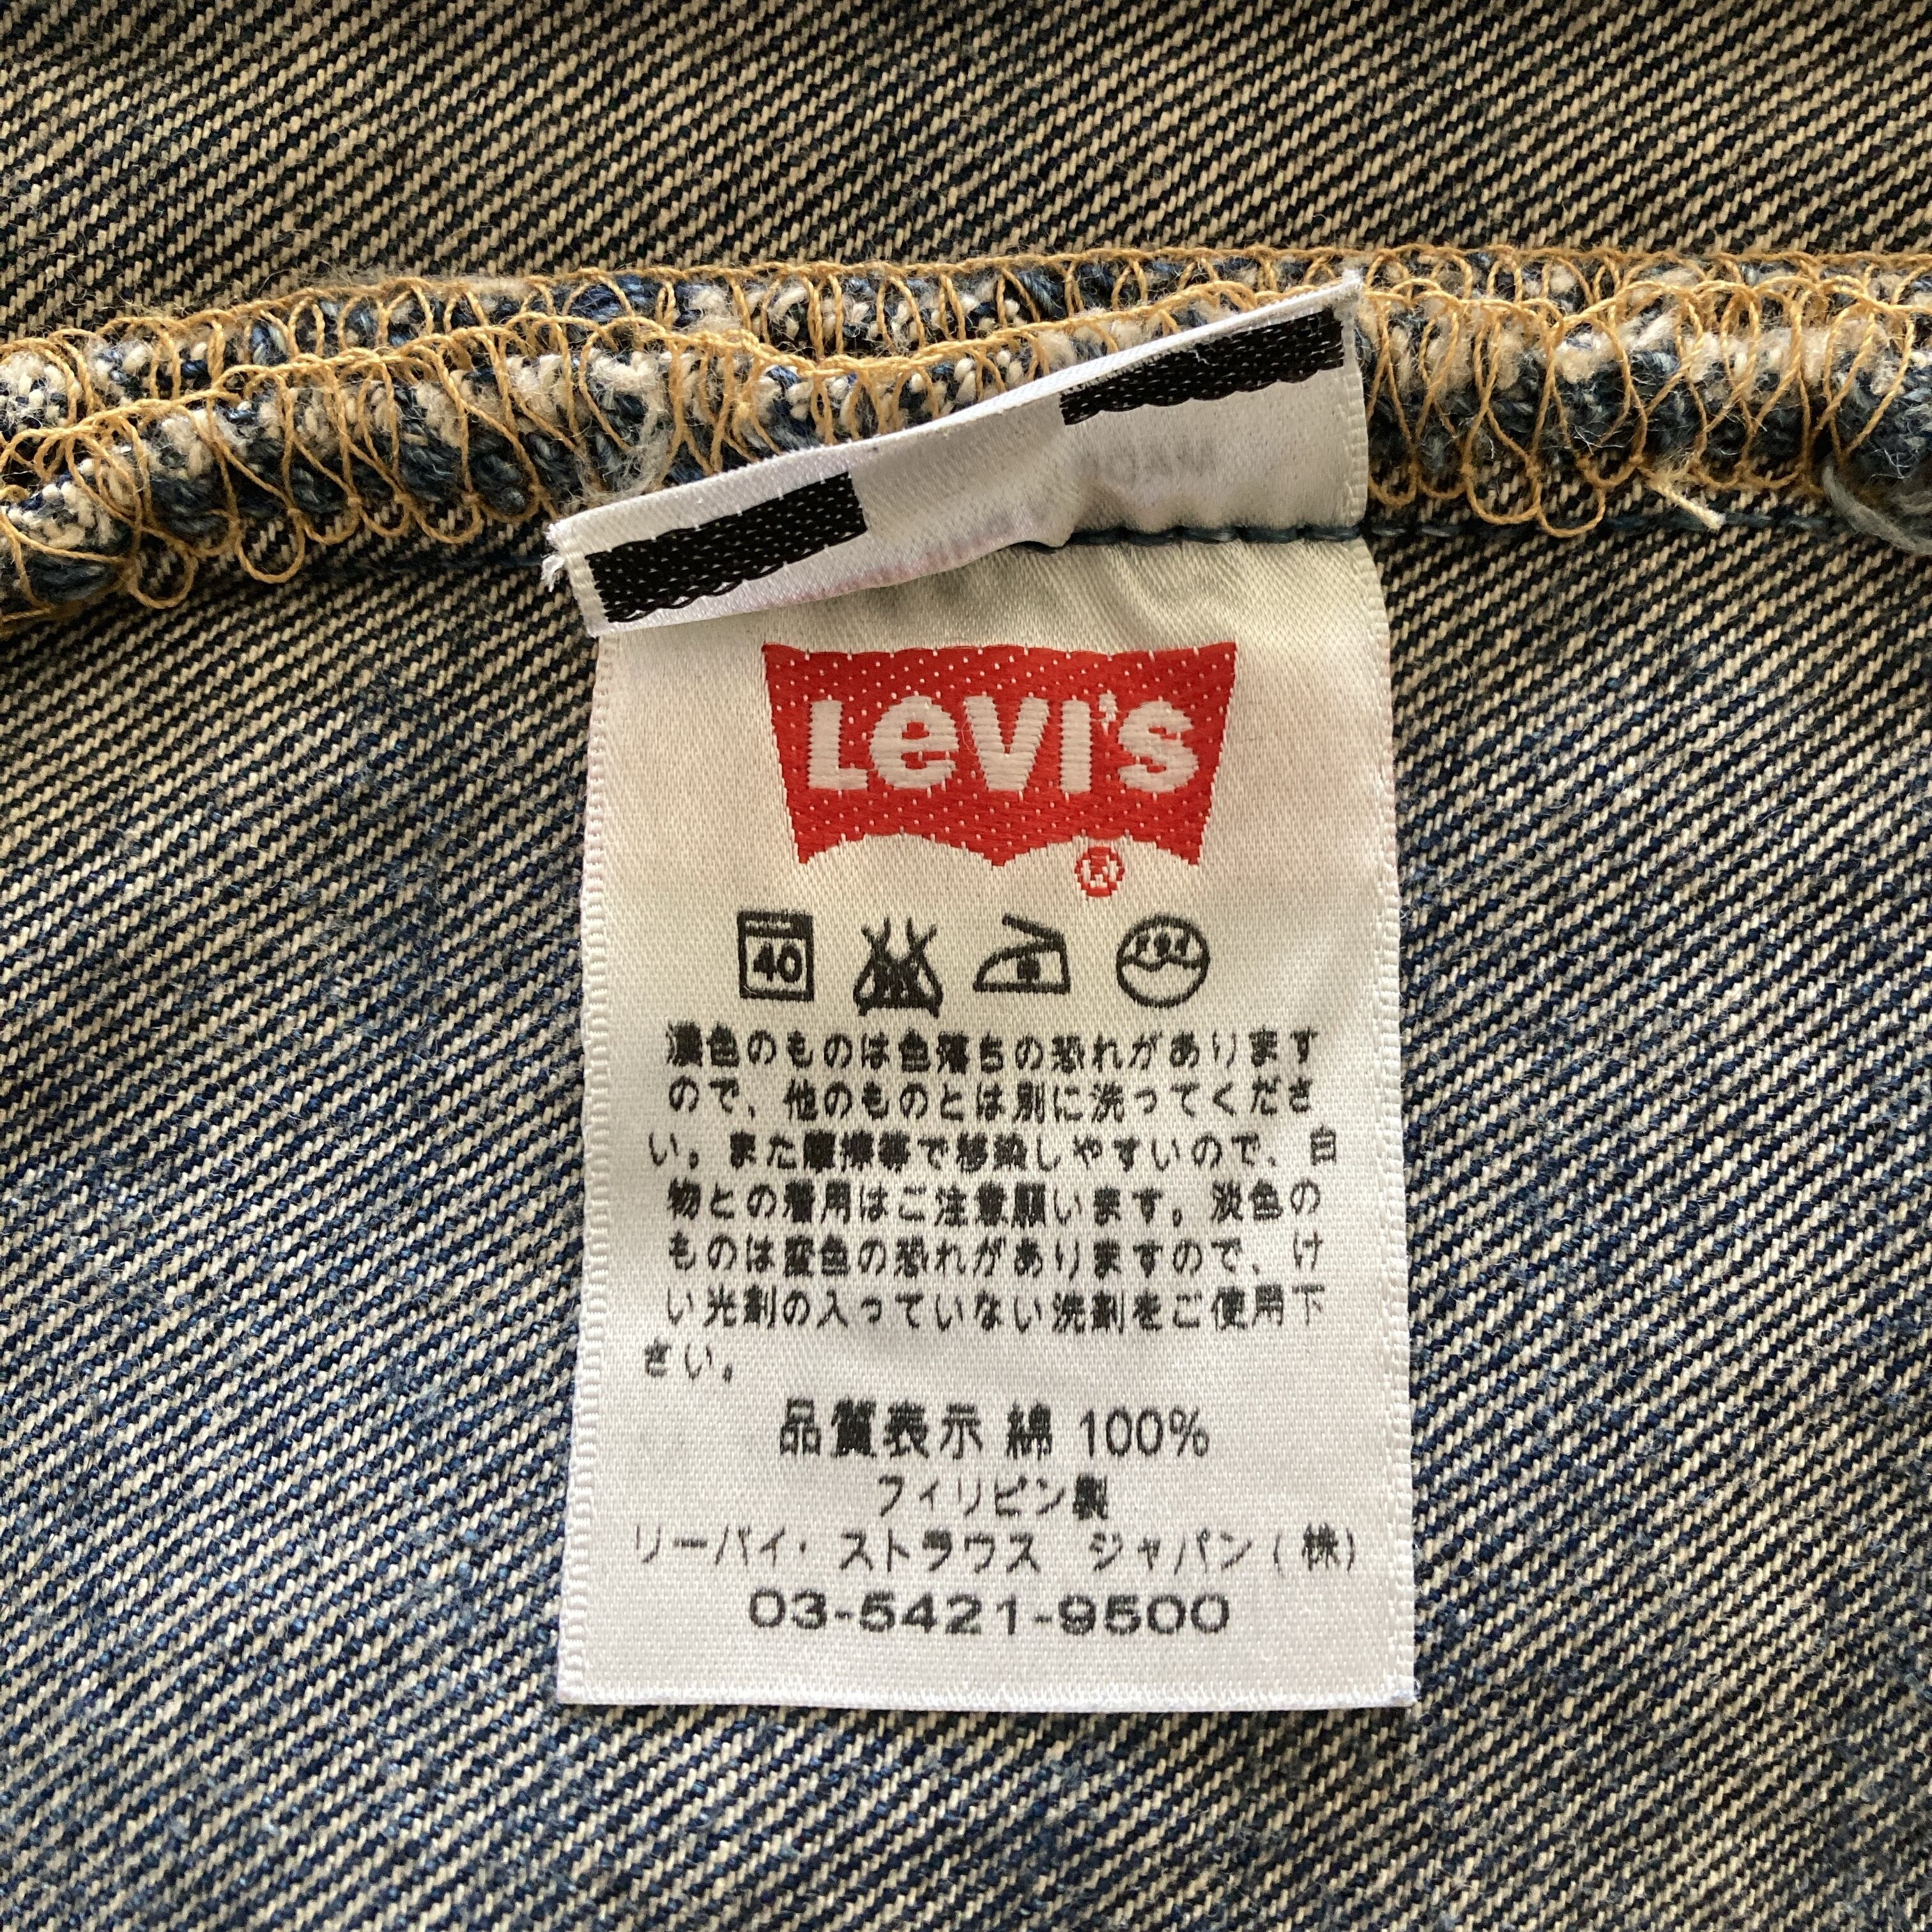 LEVI'S
®
40
濃色のものは色落ちの恐れがあります
ので、他のものとは別に洗ってくださ
い。また摩擦等で移染しやすいので、白
物との着用はご注意願います。淡色の
ものは変色の恐れがありますので、け
い光剤の入っていない洗剤をご使用下
さい。
品質表示 綿 100%
フィリピン製
リーバイ・ストラウス ジャパン(株)
03-5421-9500